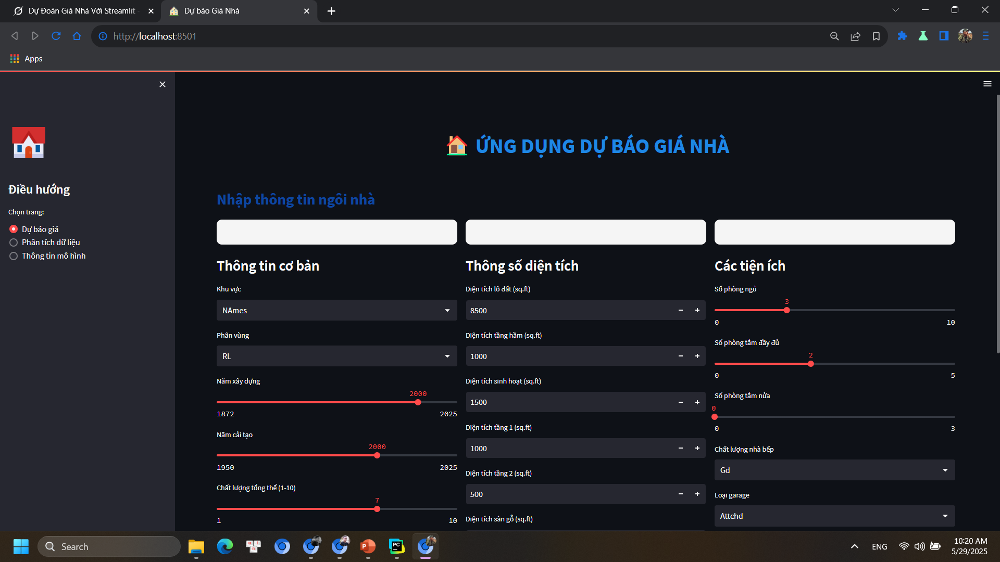 Dự Đoán Giá Nhà Với Streamlit
Dự báo Giá Nhà
http://localhost:8501
Apps
Điều hướng
Chọn trang:
Dự báo giá
Phân tích dữ liệu
Thông tin mô hình
ỨNG DỤNG DỰ BÁO GIÁ NHÀ
Nhập thông tin ngôi nhà
Thông tin cơ bản
Khu vực
NAmes
Phân vùng
RL
Năm xây dựng
2000
1872 2025
Năm cải tạo
2000
1950 2025
Chất lượng tổng thể (1-10)
7
1 10
Thông số diện tích
Diện tích lô đất (sq.ft)
8500
Diện tích tầng hầm (sq.ft)
1000
Diện tích sinh hoạt (sq.ft)
1500
Diện tích tầng 1 (sq.ft)
1000
Diện tích tầng 2 (sq.ft)
500
Diện tích sàn gỗ (sq.ft)
Các tiện ích
Số phòng ngủ
3
0 10
Số phòng tắm đầy đủ
2
0 5
Số phòng tắm nửa
0
0 3
Chất lượng nhà bếp
Gd
Loại garage
Attchd
Search
PC
P
ENG
10:20 AM
5/29/2025